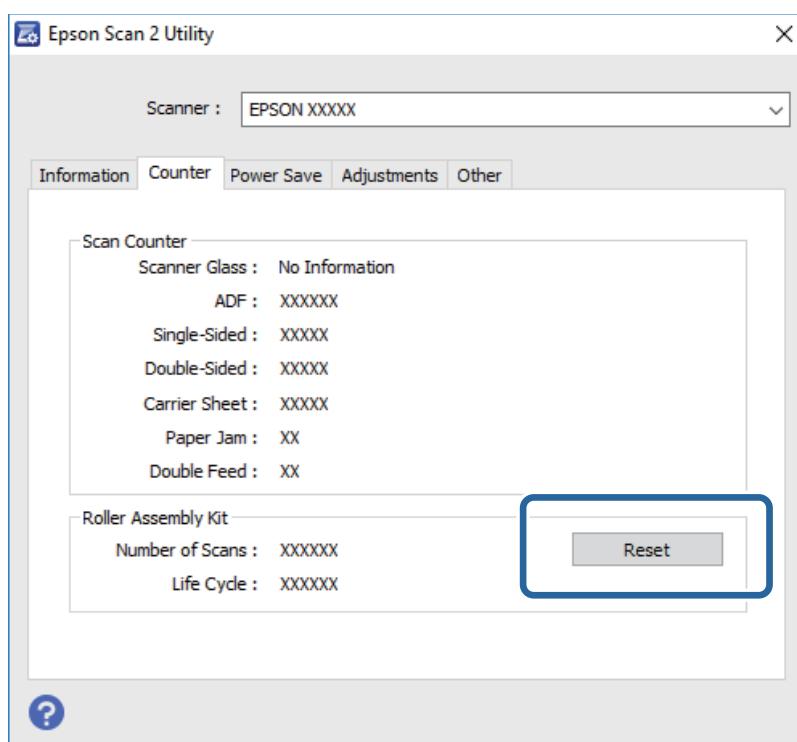 Epson Scan 2 Utility
Scanner : EPSON XXXXX
Information Counter Power Save Adjustments Other
Scan Counter
Scanner Glass : No Information
ADF : XXXXXX
Single-Sided : XXXXX
Double-Sided : XXXXX
Carrier Sheet : XXXXX
Paper Jam : XX
Double Feed : XX
Roller Assembly Kit
Number of Scans : XXXXXX Reset
Life Cycle : XXXXXX
?